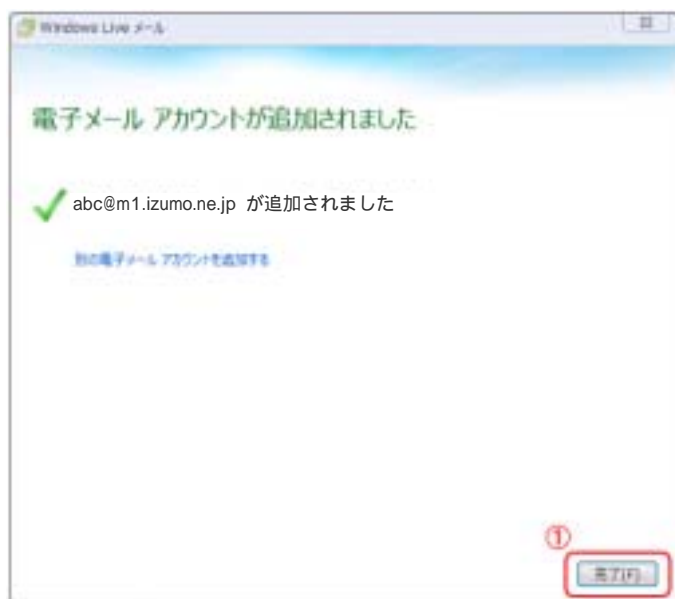 Windows Live メール
電子メール アカウントが追加されました
abc@m1.izumo.ne.jp が追加されました
別の電子メール アカウントを追加する
①
完了(F)